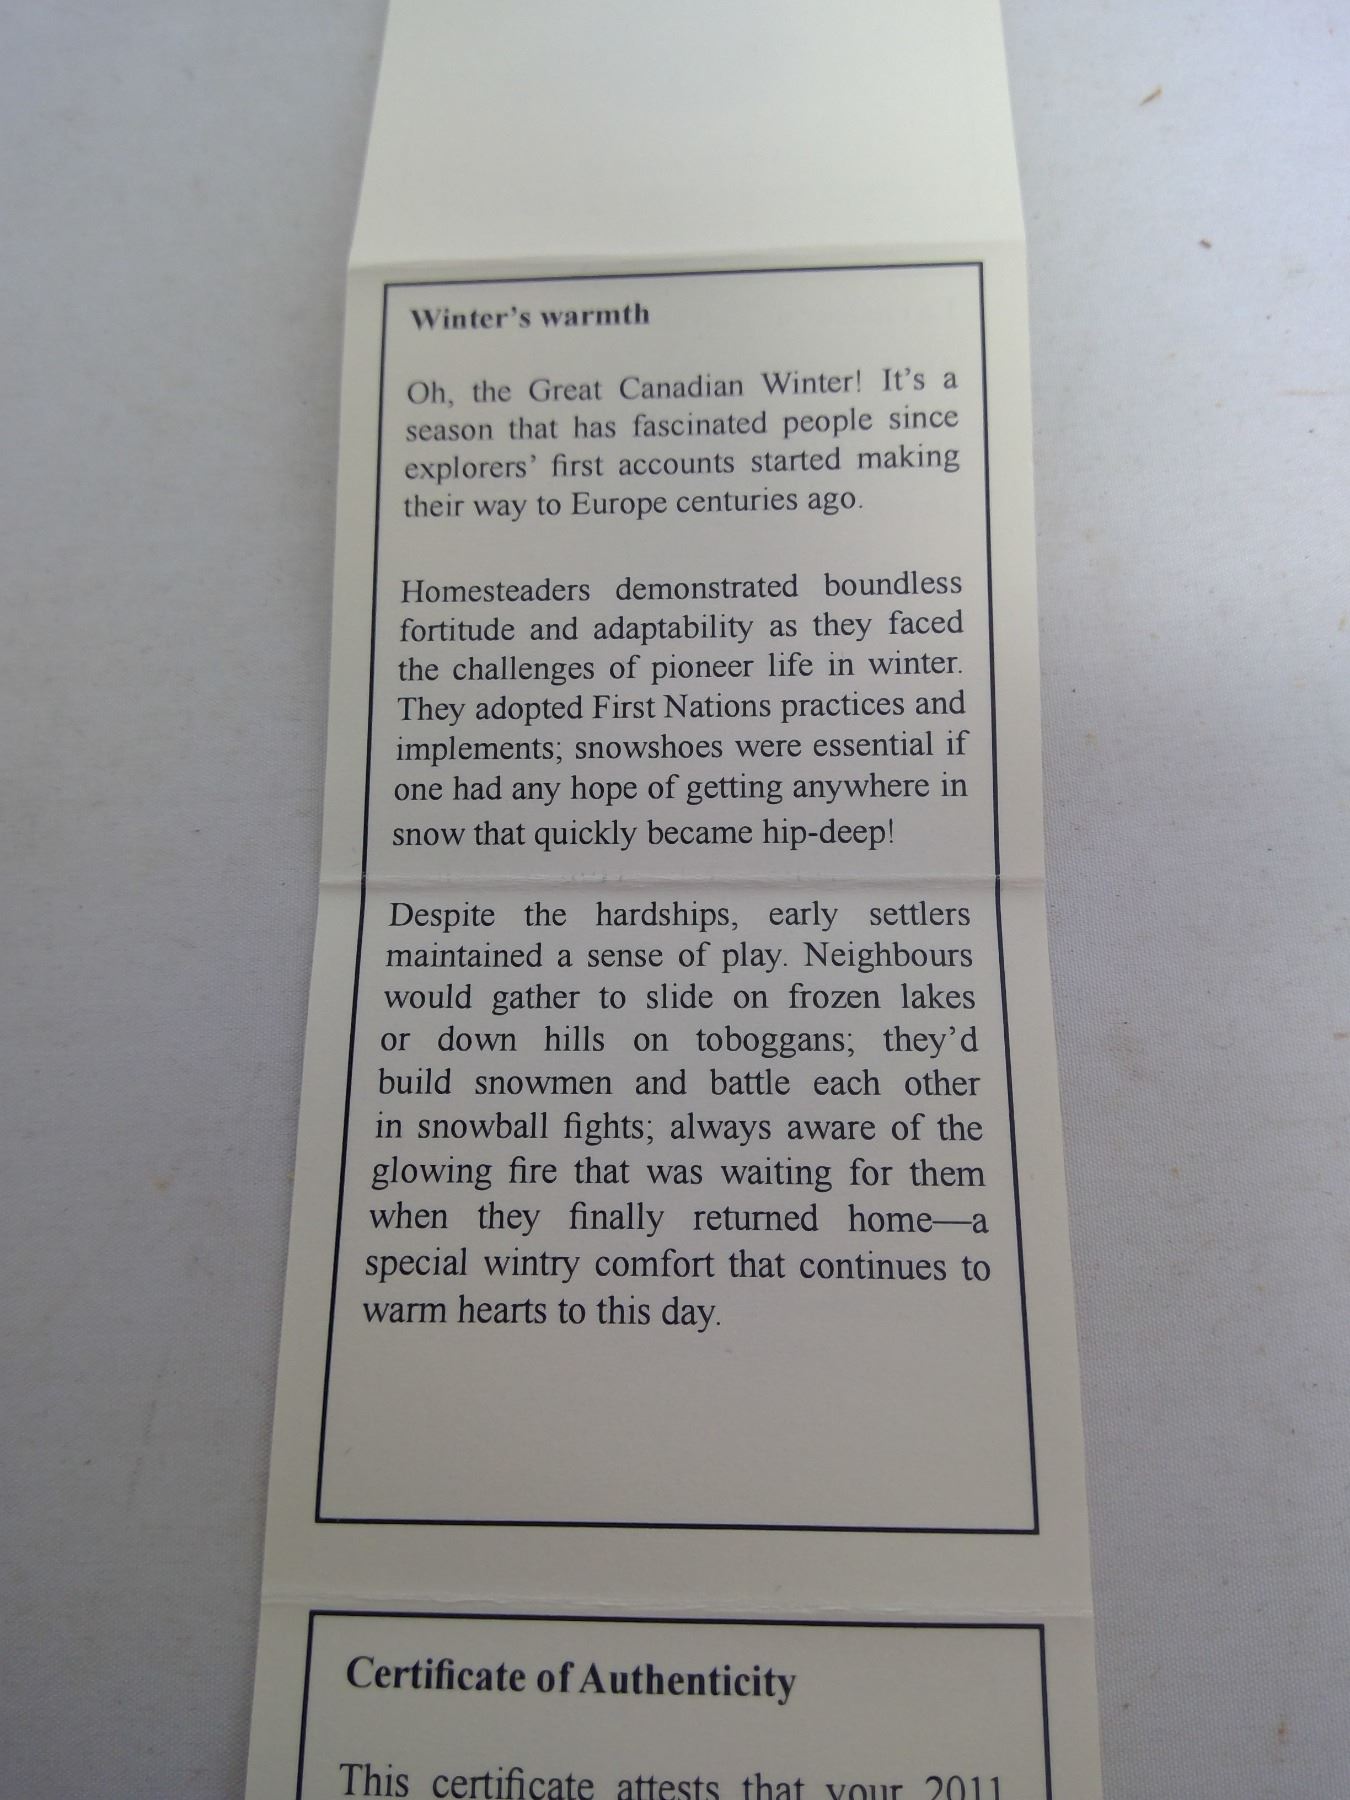 Winter's warmth
Oh, the Great Canadian Winter! It's a
season that has fascinated people since
explorers' first accounts started making
their way to Europe centuries ago.
Homesteaders demonstrated boundless
fortitude and adaptability as they faced
the challenges of pioneer life in winter.
They adopted First Nations practices and
implements; snowshoes were essential if
one had any hope of getting anywhere in
snow that quickly became hip-deep!
Despite the hardships, early settlers
maintained a sense of play. Neighbours
would gather to slide on frozen lakes
or down hills on toboggans; they'd
build snowmen and battle each other
in snowball fights; always aware of the
glowing fire that was waiting for them
when they finally returned home—a
special wintry comfort that continues to
warm hearts to this day.
Certificate of Authenticity
This certificate attests that your 2011